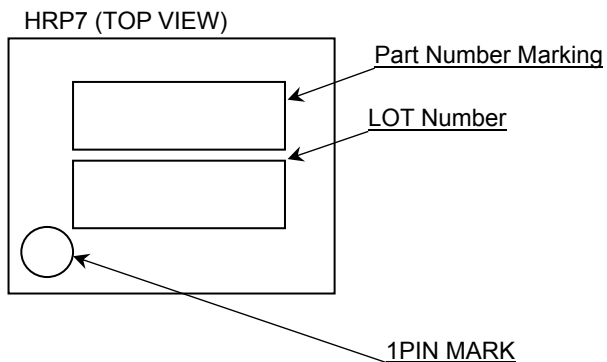 HRP7 (TOP VIEW)
Part Number Marking
LOT Number
1PIN MARK